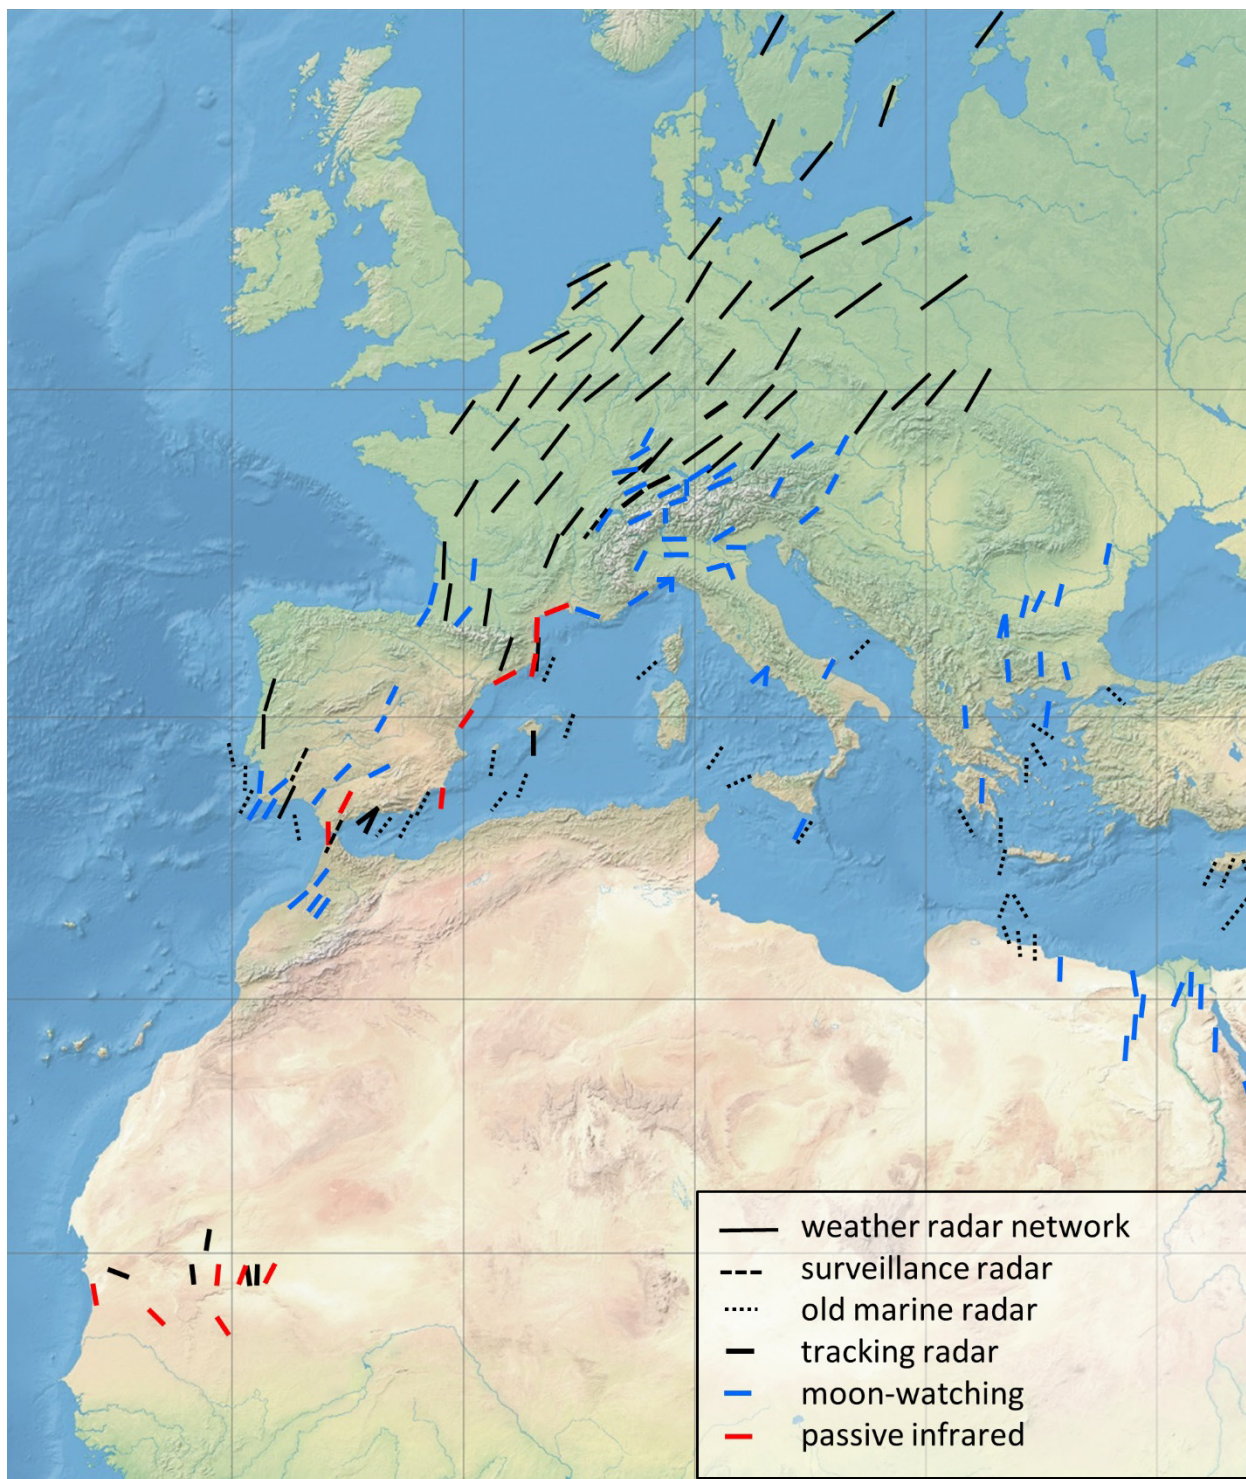 weather radar network
surveillance radar
old marine radar
tracking radar
moon-watching
passive infrared